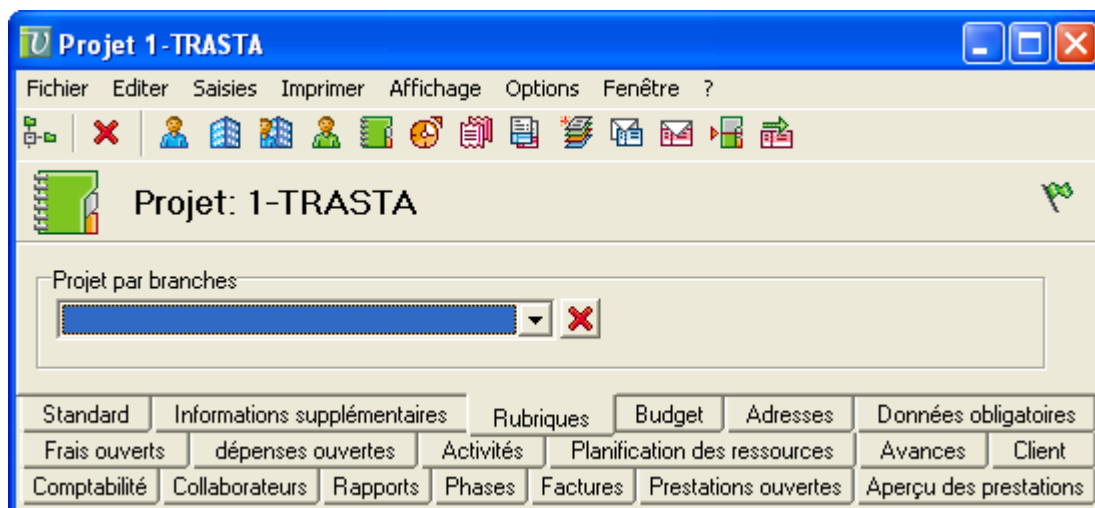 Projet 1-TRASTA
Fichier Editer Saisies Imprimer Affichage Options Fenêtre ?
Projet: 1-TRASTA
Projet par branches
Standard Informations supplémentaires Rubriques Budget Adresses Données obligatoires
Frais ouverts dépenses ouvertes Activités Planification des ressources Avances Client
Comptabilité Collaborateurs Rapports Phases Factures Prestations ouvertes Aperçu des prestations